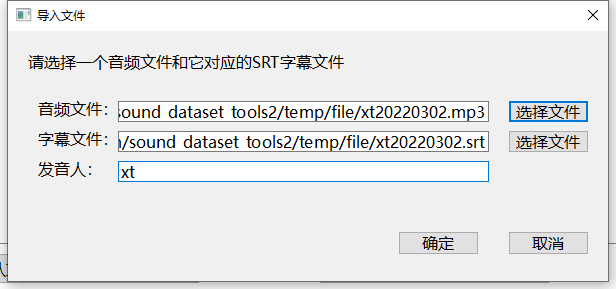 导入文件
请选择一个音频文件和它对应的SRT字幕文件
音频文件: sound_dataset_tools2/temp/file/xt20220302.mp3 选择文件
字幕文件: /sound_dataset_tools2/temp/file/xt20220302.srt 选择文件
发音人: xt
确定 取消